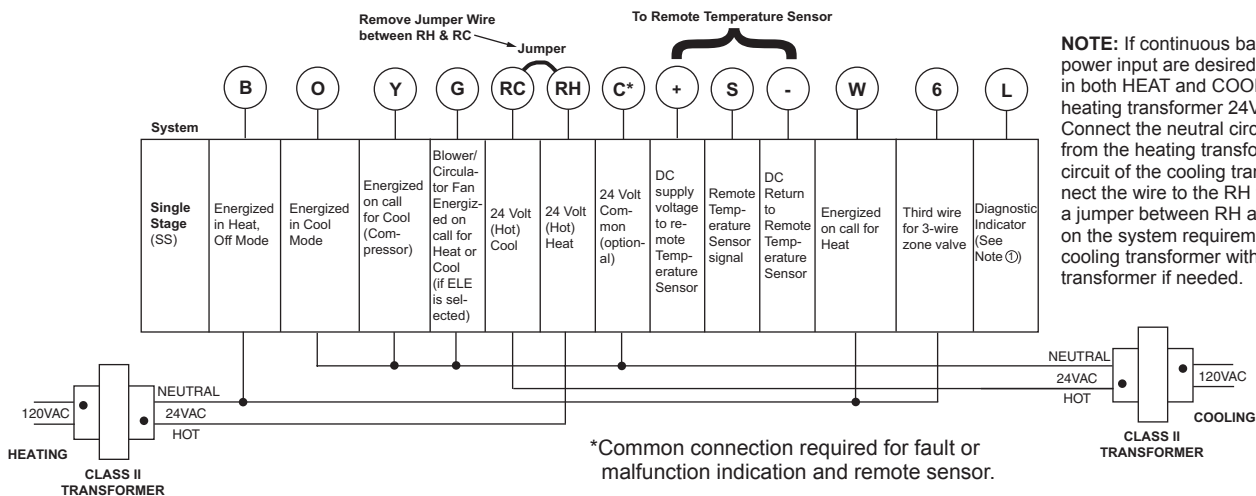 Remove Jumper Wire
between RH & RC
Jumper
To Remote Temperature Sensor
B
O
Y
G
RC
RH
C*
+
S
-
W
6
L
System
Single
Stage
(SS)
Energized
in Heat,
Off Mode
Energized
in Cool
Mode
Energized
on call
for Cool
(Com-
pressor)
Blower/
Circula-
tor Fan
Energiz-
ed on
call for
Heat or
Cool
(if ELE
is sel-
ected)
24 Volt
(Hot)
Cool
24 Volt
(Hot)
Heat
24 Volt
Com-
mon
(option-
al)
DC
supply
voltage
to re-
mote
Temp-
erature
Sensor
Remote
Temp-
erature
Sensor
signal
DC
Return
to
Remote
Temp-
erature
Sensor
Energized
on call for
Heat
Third wire
for 3-wire
zone valve
Diagnostic
Indicator
(See
Note ①)
NOTE: If continuous ba
power input are desired
in both HEAT and COOL
heating transformer 24V
Connect the neutral circ
from the heating transfo
circuit of the cooling tran
nect the wire to the RH
a jumper between RH a
on the system requirem
cooling transformer with
transformer if needed.
NEUTRAL
24VAC
HOT
120VAC
HEATING
CLASS II
TRANSFORMER
NEUTRAL
24VAC
HOT
120VAC
COOLING
CLASS II
TRANSFORMER
*Common connection required for fault or
malfunction indication and remote sensor.